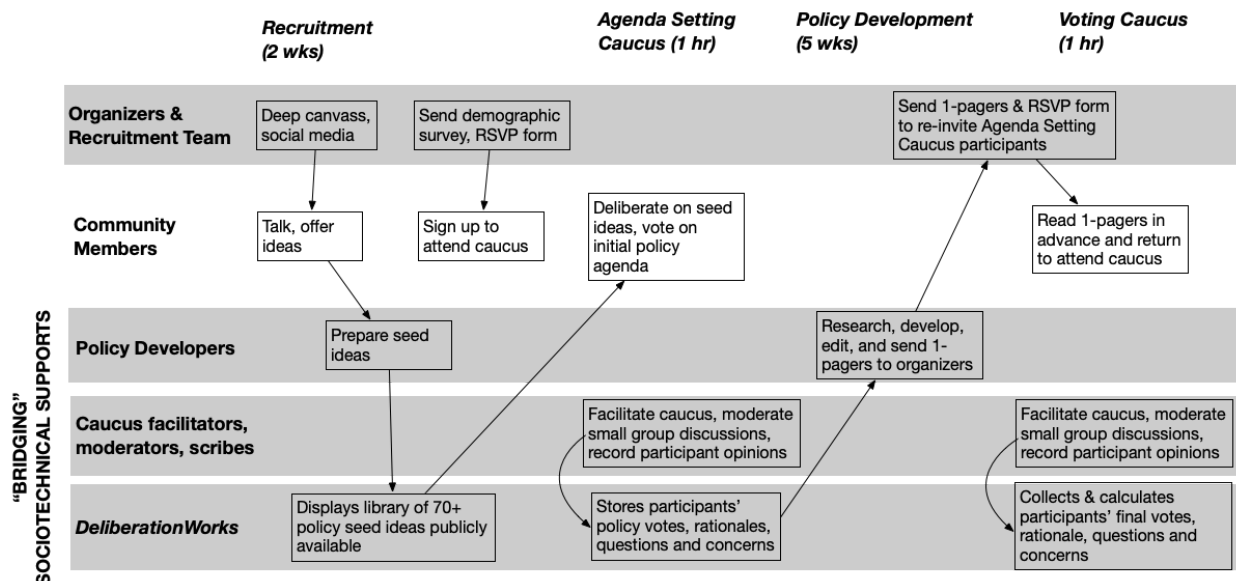 Recruitment
(2 wks)
Agenda Setting
Caucus (1 hr)
Policy Development
(5 wks)
Voting Caucus
(1 hr)
Organizers &
Recruitment Team
Deep canvass,
social media
Send demographic
survey, RSVP form
Send 1-pagers & RSVP form
to re-invite Agenda Setting
Caucus participants
Community
Members
Talk, offer
ideas
Sign up to
attend caucus
Deliberate on seed
ideas, vote on
initial policy
agenda
Read 1-pagers in
advance and return
to attend caucus
"BRIDGING"
SOCIOTECHNICAL SUPPORTS
Policy Developers
Prepare seed
ideas
Research, develop,
edit, and send 1-
pagers to organizers
Caucus facilitators,
moderators, scribes
Facilitate caucus, moderate
small group discussions,
record participant opinions
Facilitate caucus, moderate
small group discussions,
record participant opinions
DeliberationWorks
Displays library of 70+
policy seed ideas publicly
available
Stores participants'
policy votes, rationales,
questions and concerns
Collects & calculates
participants' final votes,
rationale, questions and
concerns